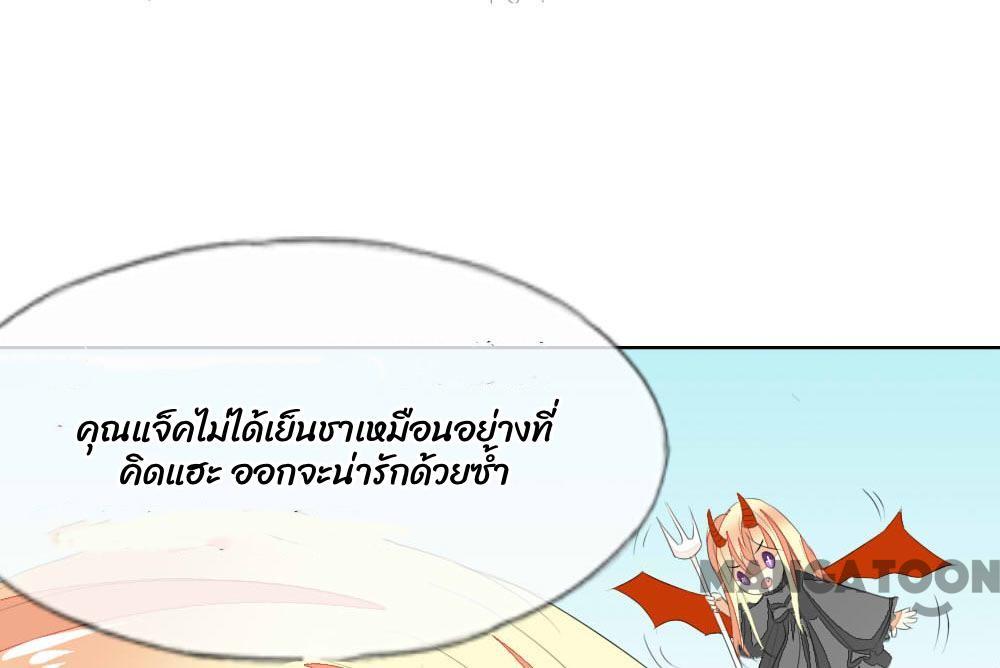 คุณแจ็คไม่ได้เย็นชาเหมือนอย่างที่
คิดแฮะ ออกจะน่ารักด้วยซ้ำ
MANGATOON